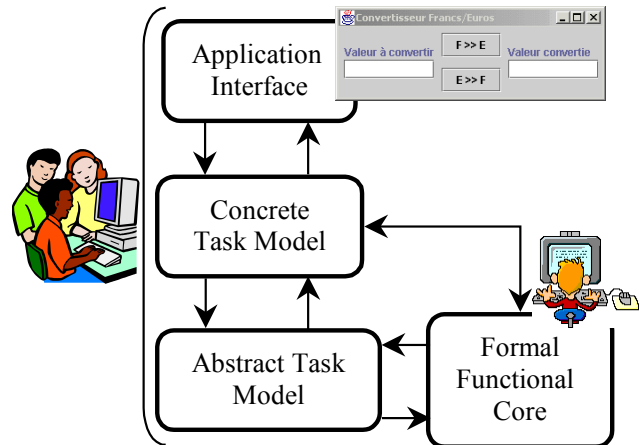 Convertisseur Francs/Euros
Valeur à convertir
F >> E
Valeur convertie
E >> F
Application
Interface
Concrete
Task Model
Abstract Task
Model
Formal
Functional
Core